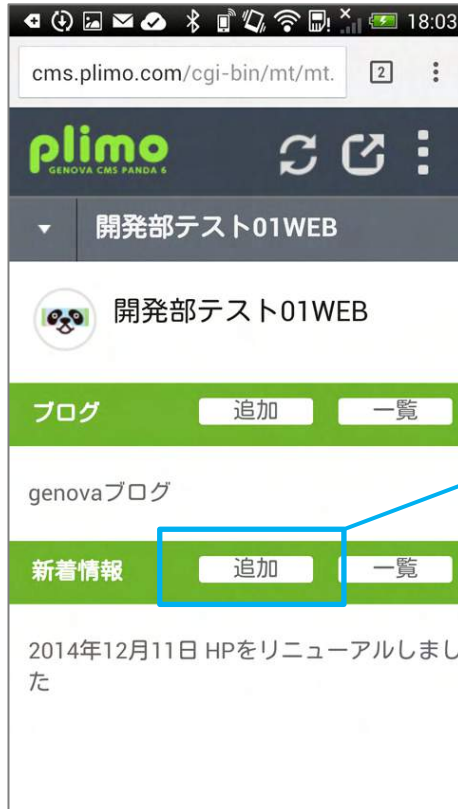 18:03
cms.plimo.com/cgi-bin/mt/mt.
2
plimo
GENOVA CMS PANDA 6
開発部テスト01WEB
開発部テスト01WEB
ブログ 追加 一覧
genovaブログ
新着情報 追加 一覧
2014年12月11日 HPをリニューアルしまし
た